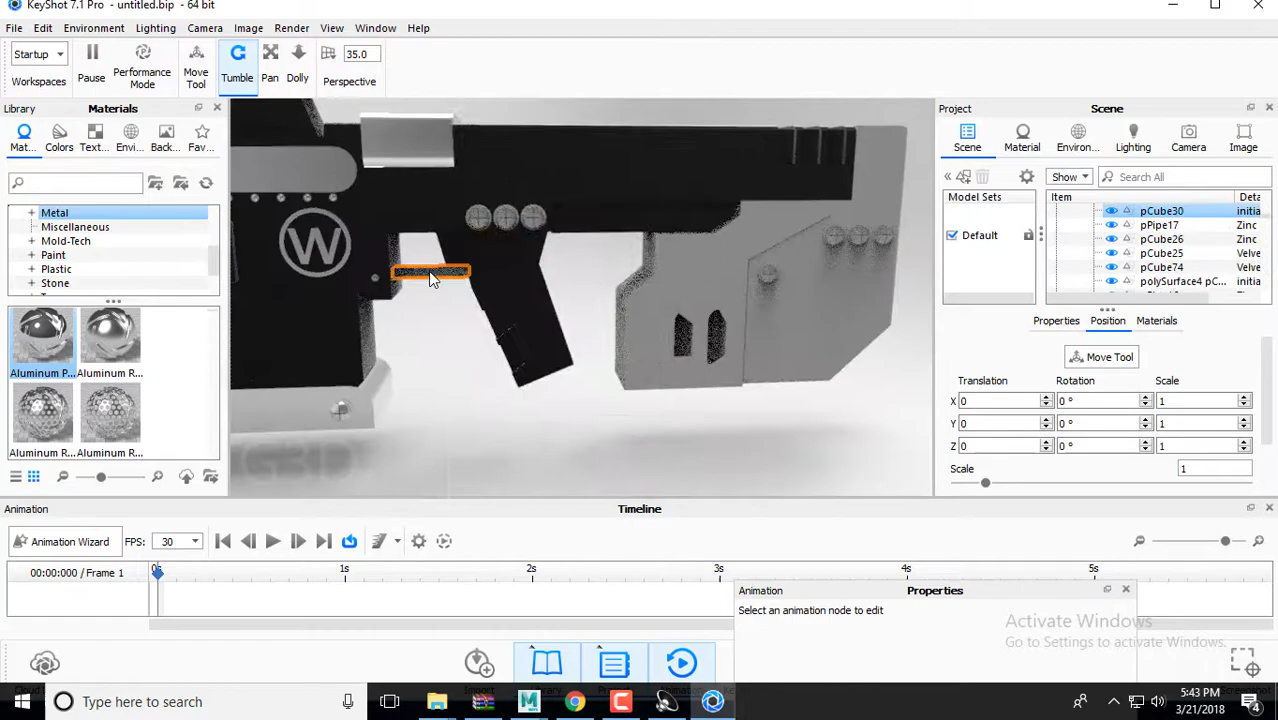 KeyShot 7.1 Pro - untitled.bip - 64 bit
File Edit Environment Lighting Camera Image Render View Window Help
Startup
35.0
Workspaces Pause Performance Mode Move Tool Tumble Pan Dolly Perspective
Library Materials
Mat... Colors Text... Envi... Back... Fav...
Metal
Miscellaneous
Mold-Tech
Paint
Plastic
Stone
Aluminum P... Aluminum R...
Aluminum R... Aluminum R...
W
Project Scene
Scene Material Environ... Lighting Camera Image
Show Search All
Model Sets Item Deta
Default
pCube30 initia
pPipe17 Zinc
pCube26 Zinc
pCube25 Velve
pCube74 Velve
polySurface4 pC... initia
Properties Position Materials
Move Tool
Translation Rotation Scale
X 0 0 ° 1
Y 0 0 ° 1
Z 0 0 ° 1
Scale 1
Animation Timeline
Animation Wizard FPS: 30
00:00:000 / Frame 1
1s 2s 3s 4s 5s
Animation Properties
Select an animation node to edit
Activate Windows
Go to Settings to activate Windows.
Type here to search
5:43 PM
3/21/2018
4